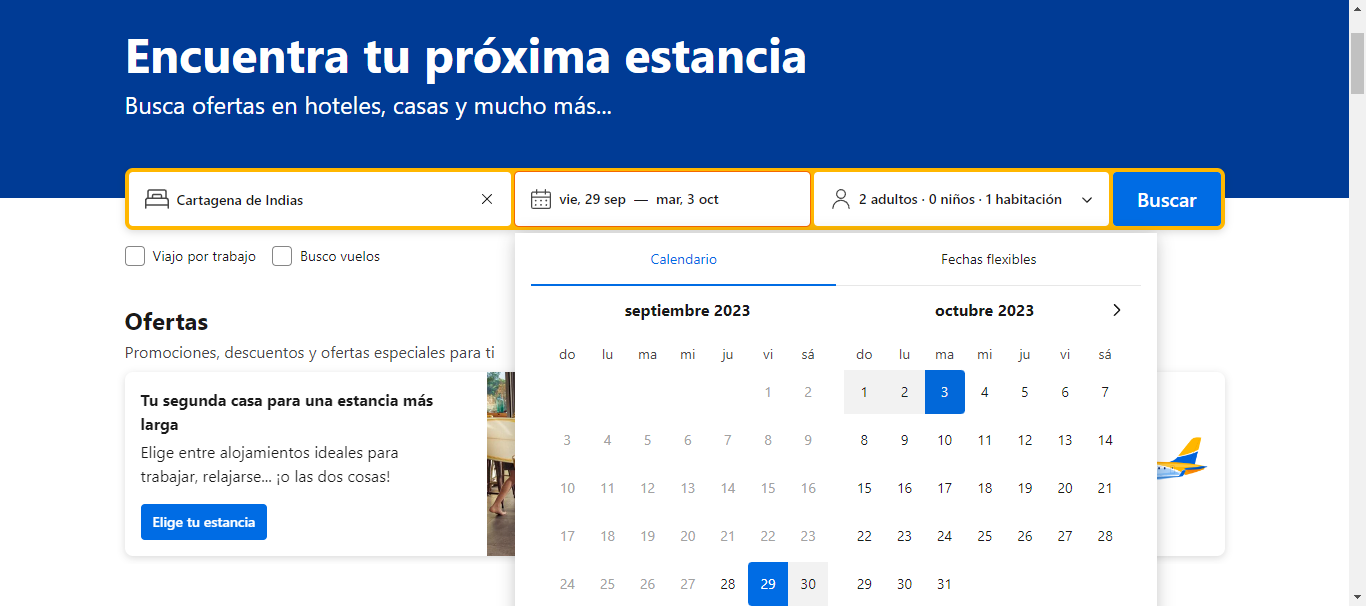 Encuentra tu próxima estancia
Busca ofertas en hoteles, casas y mucho más...
Cartagena de Indias
vie, 29 sep — mar, 3 oct
2 adultos · 0 niños · 1 habitación
Buscar
Viajo por trabajo
Busco vuelos
Calendario
Fechas flexibles
Ofertas
Promociones, descuentos y ofertas especiales para ti
Tu segunda casa para una estancia más
larga
Elige entre alojamientos ideales para
trabajar, relajarse... ¡o las dos cosas!
Elige tu estancia
septiembre 2023
do lu ma mi ju vi sá
1 2
3 4 5 6 7 8 9
10 11 12 13 14 15 16
17 18 19 20 21 22 23
24 25 26 27 28 29 30
octubre 2023
do lu ma mi ju vi sá
1 2 3 4 5 6 7
8 9 10 11 12 13 14
15 16 17 18 19 20 21
22 23 24 25 26 27 28
29 30 31